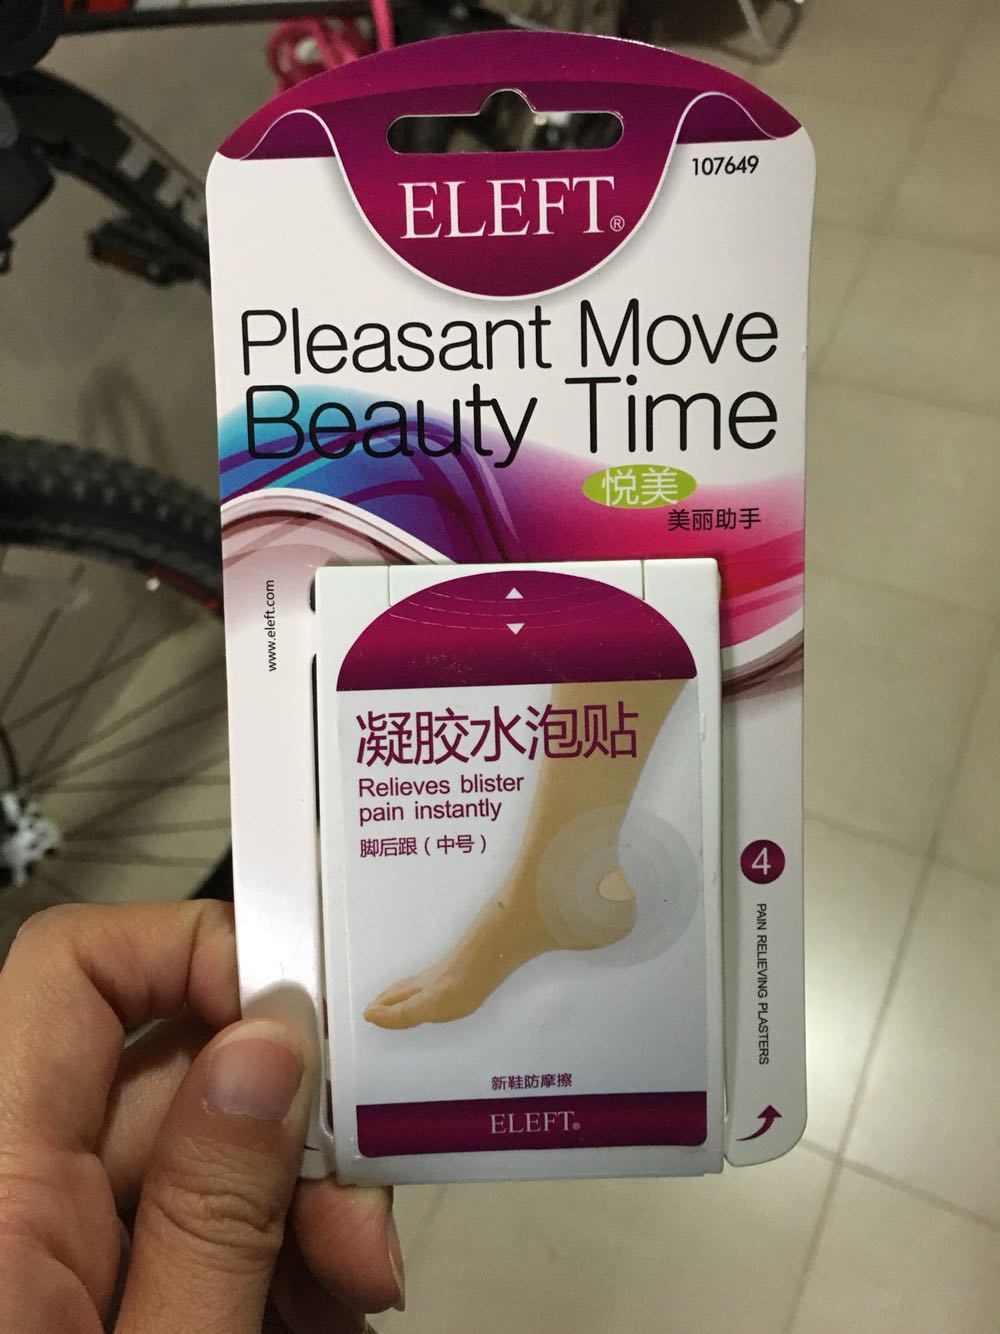 107649
ELEFT®
Pleasant Move
Beauty Time
悦美
美丽助手
www.eleft.com
凝胶水泡贴
Relieves blister
pain instantly
脚后跟（中号）
4
PAIN RELIEVING PLASTERS
新鞋防摩擦
ELEFT®